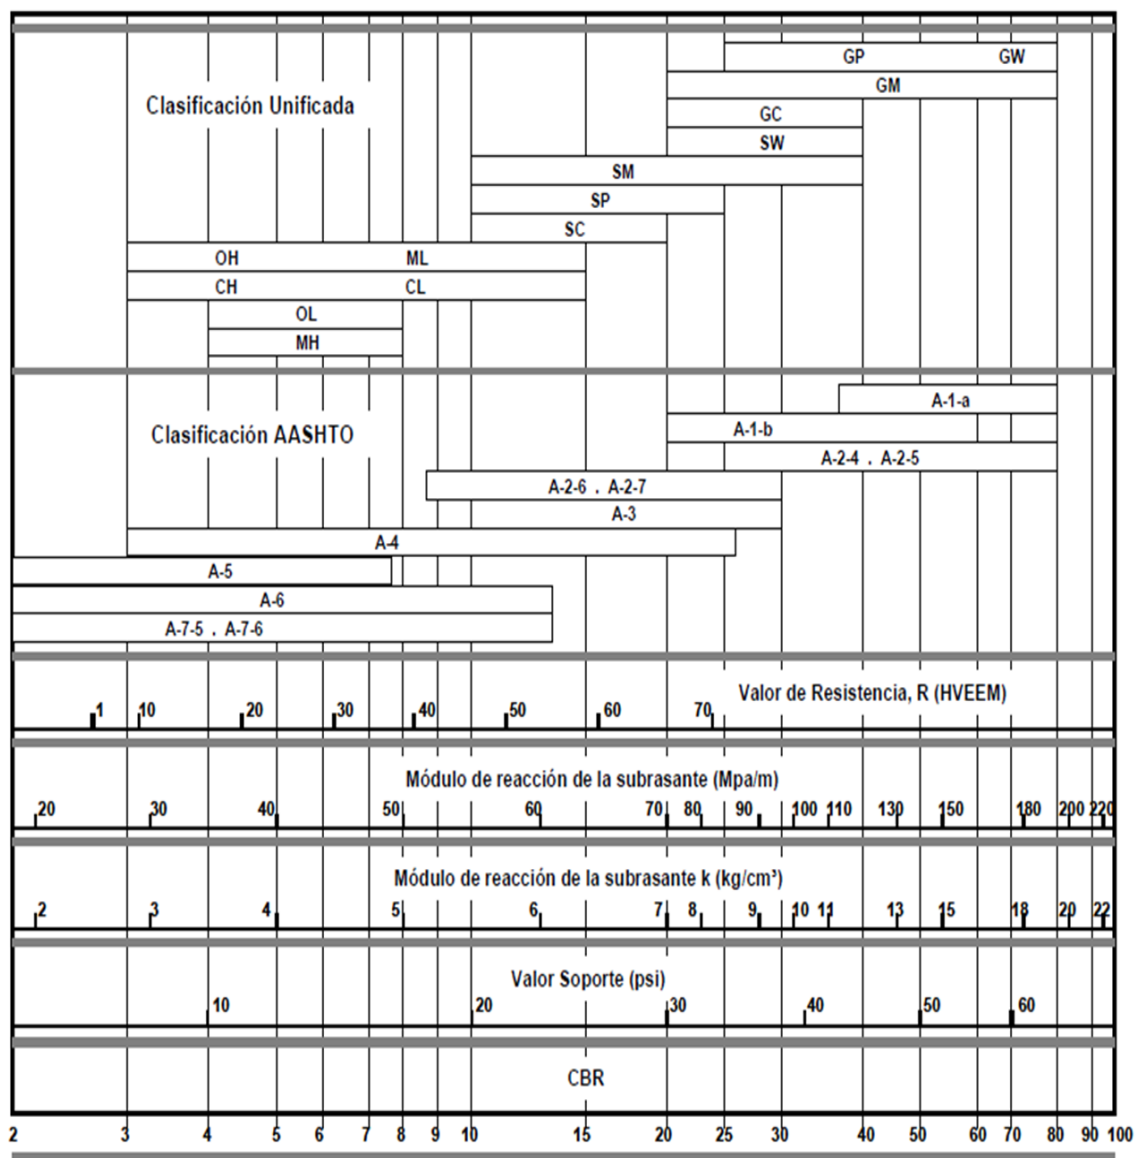 GP GW
GM
Clasificación Unificada
GC
SW
SM
SP
SC
OH ML
CH CL
OL
MH
A-1-a
Clasificación AASHTO
A-1-b
A-2-4 . A-2-5
A-2-6 . A-2-7
A-3
A-4
A-5
A-6
A-7-5 . A-7-6
Valor de Resistencia, R (HVEEM)
1 10 20 30 40 50 60 70
Módulo de reacción de la subrasante (Mpa/m)
20 30 40 50 60 70 80 90 100 110 130 150 180 200 220
Módulo de reacción de la subrasante k (kg/cm³)
2 3 4 5 6 7 8 9 10 11 13 15 18 20 22
Valor Soporte (psi)
10 20 30 40 50 60
CBR
2 3 4 5 6 7 8 9 10 15 20 25 30 40 50 60 70 80 90 100